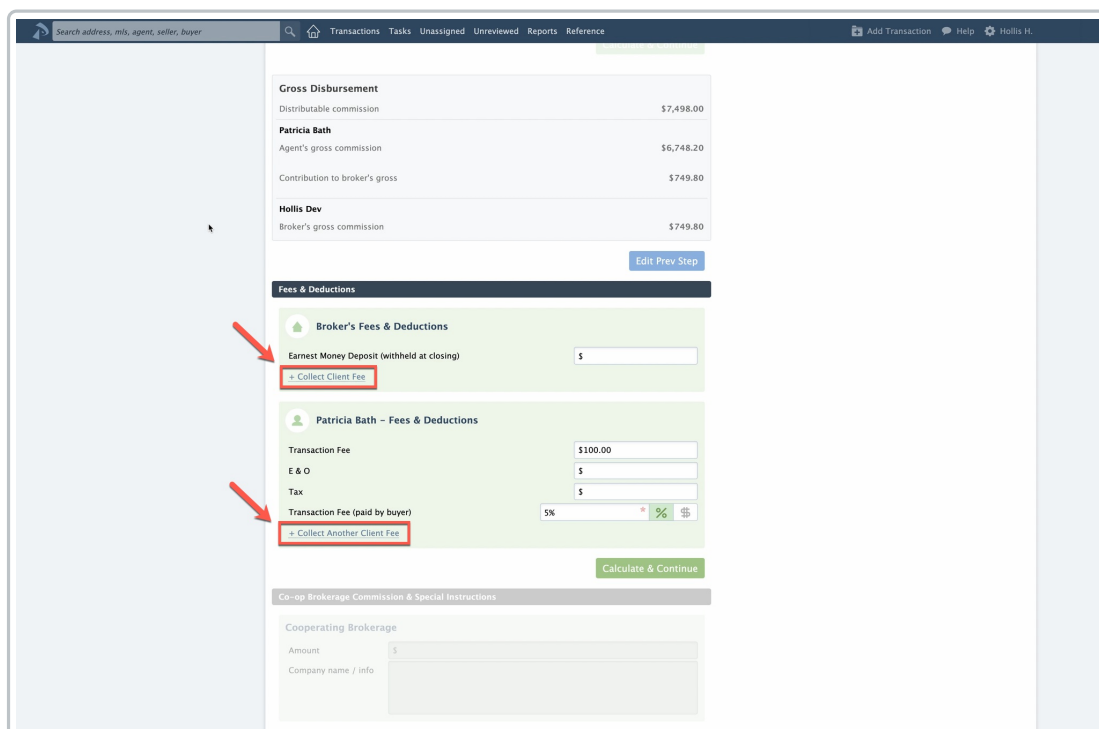 Search address, mls, agent, seller, buyer
Transactions Tasks Unassigned Unreviewed Reports Reference
Add Transaction Help Hollis H.
Calculate & Continue
Gross Disbursement
Distributable commission $7,498.00
Patricia Bath
Agent's gross commission $6,748.20
Contribution to broker's gross $749.80
Hollis Dev
Broker's gross commission $749.80
Edit Prev Step
Fees & Deductions
Broker's Fees & Deductions
Earnest Money Deposit (withheld at closing) $
+ Collect Client Fee
Patricia Bath – Fees & Deductions
Transaction Fee $100.00
E & O $
Tax $
Transaction Fee (paid by buyer) 5% * % $
+ Collect Another Client Fee
Calculate & Continue
Co-op Brokerage Commission & Special Instructions
Cooperating Brokerage
Amount $
Company name / info